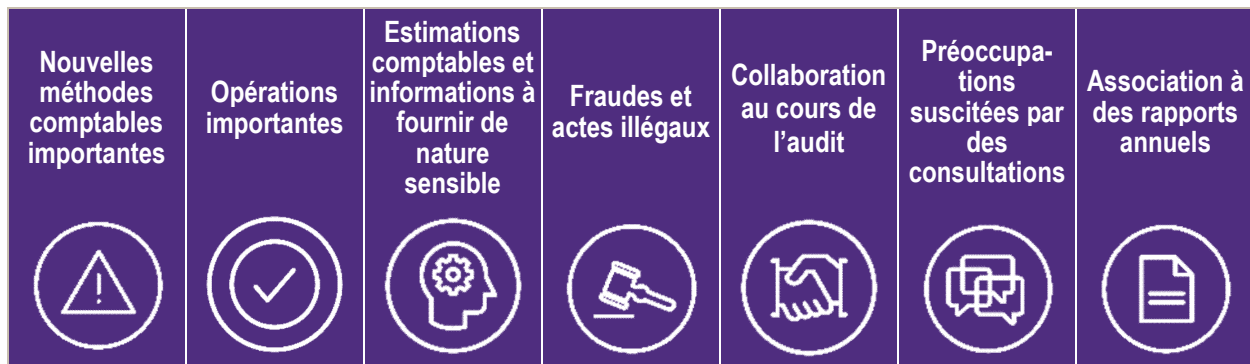 Nouvelles
méthodes
comptables
importantes
Opérations
importantes
Estimations
comptables et
informations à
fournir de
nature
sensible
Fraudes et
actes illégaux
Collaboration
au cours de
l’audit
Préoccupa-
tions
suscitées par
des
consultations
Association à
des rapports
annuels